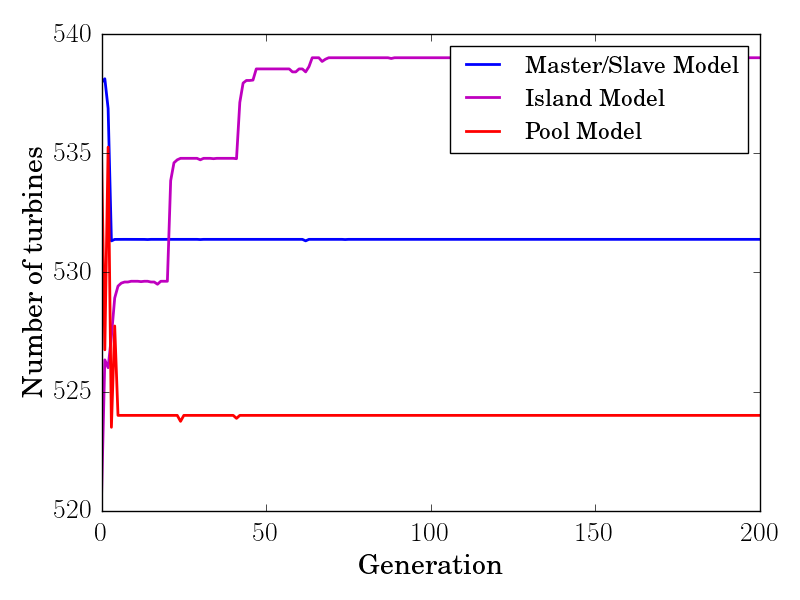 540
535
530
525
520
Number of turbines
Master/Slave Model
Island Model
Pool Model
0 50 100 150 200
Generation